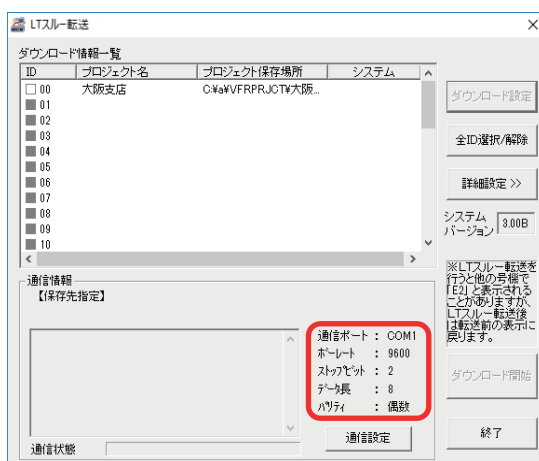 LTスルー転送
ダウンロード情報一覧
ID プロジェクト名 プロジェクト保存場所 システム
00 大阪支店 C:¥a¥VFRPRJCT¥大阪...
01
02
03
04
05
06
07
08
09
10
ダウンロード設定
全ID選択/解除
詳細設定 >>
システム
バージョン 3.00B
※LTスルー転送を
行うと他の号機で
「E2」と表示される
ことがありますが、
LTスルー転送後
は転送前の表示に
戻ります。
ダウンロード開始
終了
通信情報
【保存先指定】
通信ポート : COM1
ボーレート : 9600
ストップビット : 2
データ長 : 8
パリティ : 偶数
通信設定
通信状態